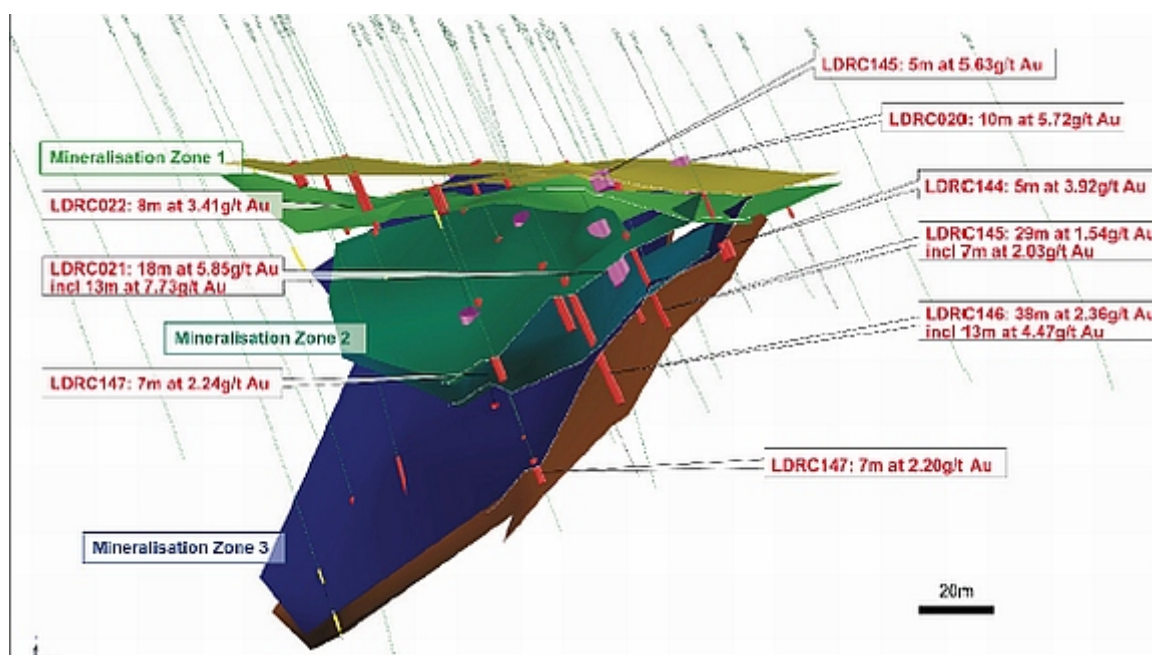 LDRC145: 5m at 5.63g/t Au
LDRC020: 10m at 5.72g/t Au
Mineralisation Zone 1
LDRC144: 5m at 3.92g/t Au
LDRC022: 8m at 3.41g/t Au
LDRC145: 29m at 1.54g/t Au
incl 7m at 2.03g/t Au
LDRC021: 18m at 5.85g/t Au
incl 13m at 7.73g/t Au
LDRC146: 38m at 2.36g/t Au
incl 13m at 4.47g/t Au
Mineralisation Zone 2
LDRC147: 7m at 2.24g/t Au
LDRC147: 7m at 2.20g/t Au
Mineralisation Zone 3
20m